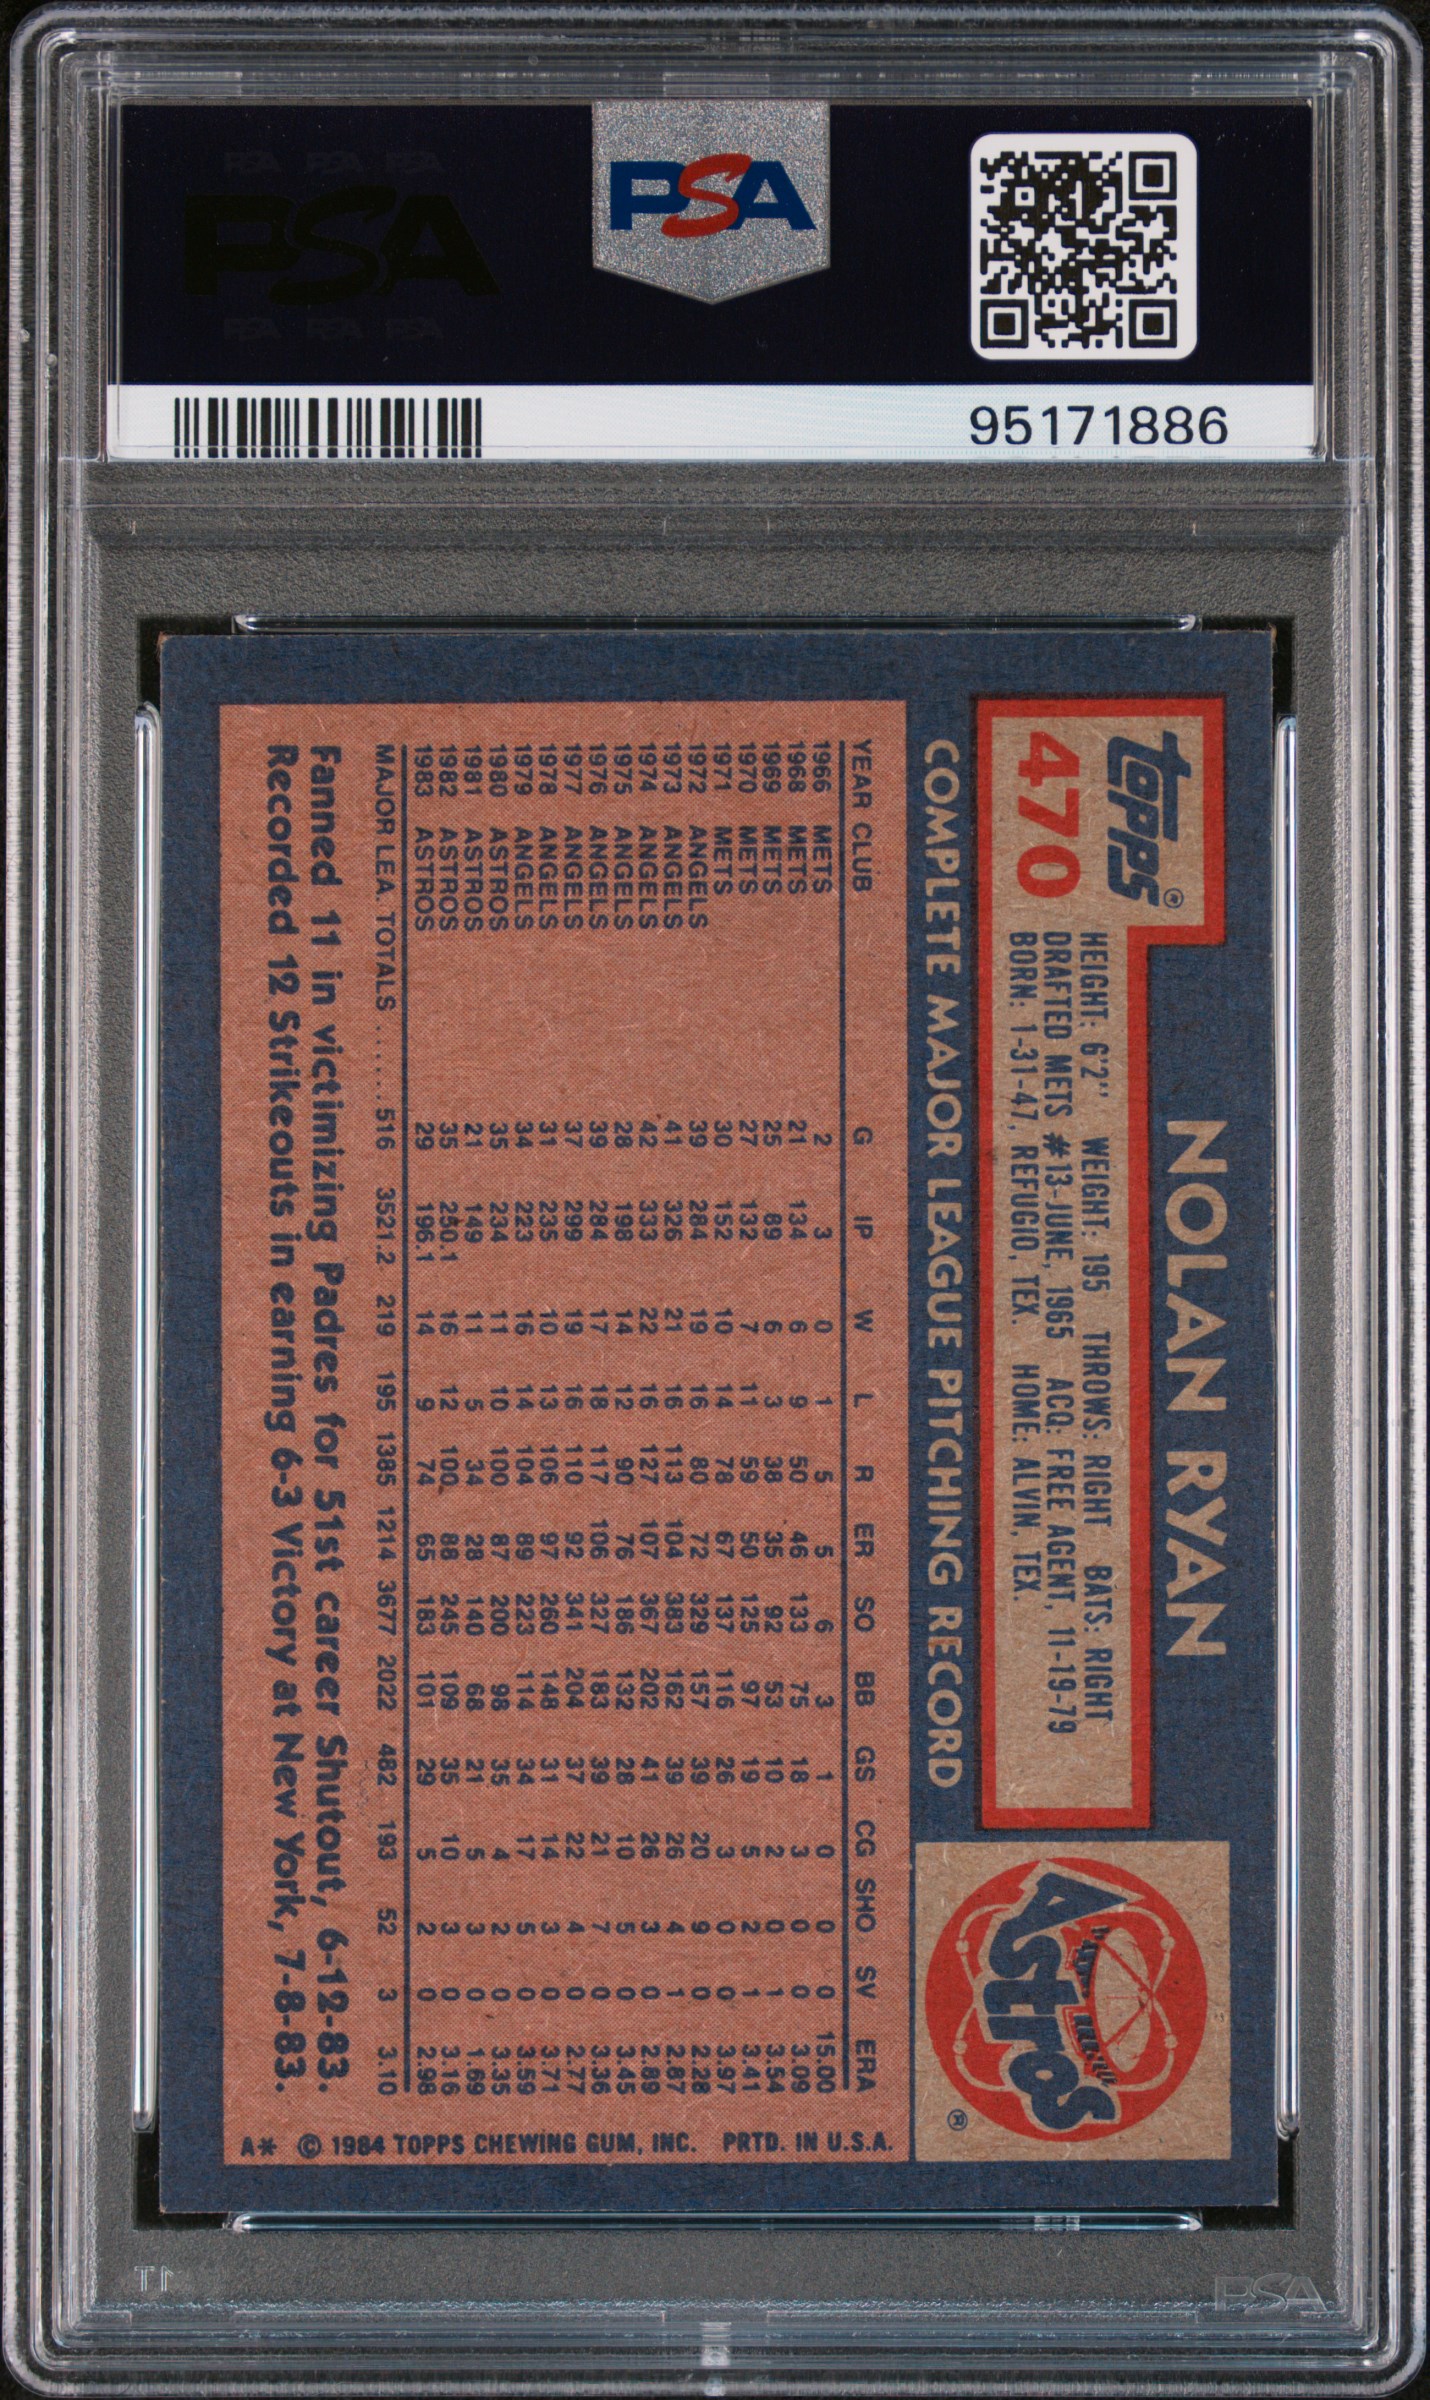 PSA PSA PSA
PSA
PSA PSA PSA
PSA
95171886
topps®
470
NOLAN RYAN
HEIGHT: 6'2" WEIGHT: 195 THROWS: RIGHT BATS: RIGHT
DRAFTED METS #13-JUNE, 1965 ACQ: FREE AGENT, 11-19-79
BORN: 1-31-47, REFUGIO, TEX. HOME: ALVIN, TEX.
Astros
®
COMPLETE MAJOR LEAGUE PITCHING RECORD
YEAR CLUB G IP W L R ER SO BB GS CG SHO SV ERA
1966 METS 2 3 0 1 5 5 6 3 1 0 0 0 15.00
1968 METS 21 134 6 9 50 46 133 75 18 3 0 0 3.09
1969 METS 25 89 6 3 38 35 92 53 10 2 0 1 3.54
1970 METS 27 132 7 11 59 50 125 97 19 5 2 1 3.41
1971 METS 30 152 10 14 78 67 137 116 26 3 0 0 3.97
1972 ANGELS 39 284 19 16 80 72 329 157 39 20 9 0 2.28
1973 ANGELS 41 326 21 16 113 104 383 162 39 26 4 1 2.87
1974 ANGELS 42 333 22 16 127 107 367 202 41 26 3 0 2.89
1975 ANGELS 28 198 14 12 90 76 186 132 28 10 5 0 3.45
1976 ANGELS 39 284 17 18 117 106 327 183 39 21 7 0 3.36
1977 ANGELS 37 299 19 16 110 92 341 204 37 22 4 0 2.77
1978 ANGELS 31 235 10 13 106 97 260 148 31 14 3 0 3.71
1979 ANGELS 34 223 16 14 104 89 223 114 34 17 5 0 3.59
1980 ASTROS 35 234 11 10 100 87 200 98 35 4 2 0 3.35
1981 ASTROS 21 149 11 5 34 28 140 68 21 5 3 0 1.69
1982 ASTROS 35 250.1 16 12 100 88 245 109 35 10 3 0 3.16
1983 ASTROS 29 196.1 14 9 74 65 183 101 29 5 2 0 2.98
MAJOR LEA. TOTALS ...... 516 3521.2 219 195 1385 1214 3677 2022 482 193 52 3 3.10
Fanned 11 in victimizing Padres for 51st career Shutout, 6-12-83.
Recorded 12 Strikeouts in earning 6-3 Victory at New York, 7-8-83.
A* © 1984 TOPPS CHEWING GUM, INC. PRTD. IN U.S.A.
PSA